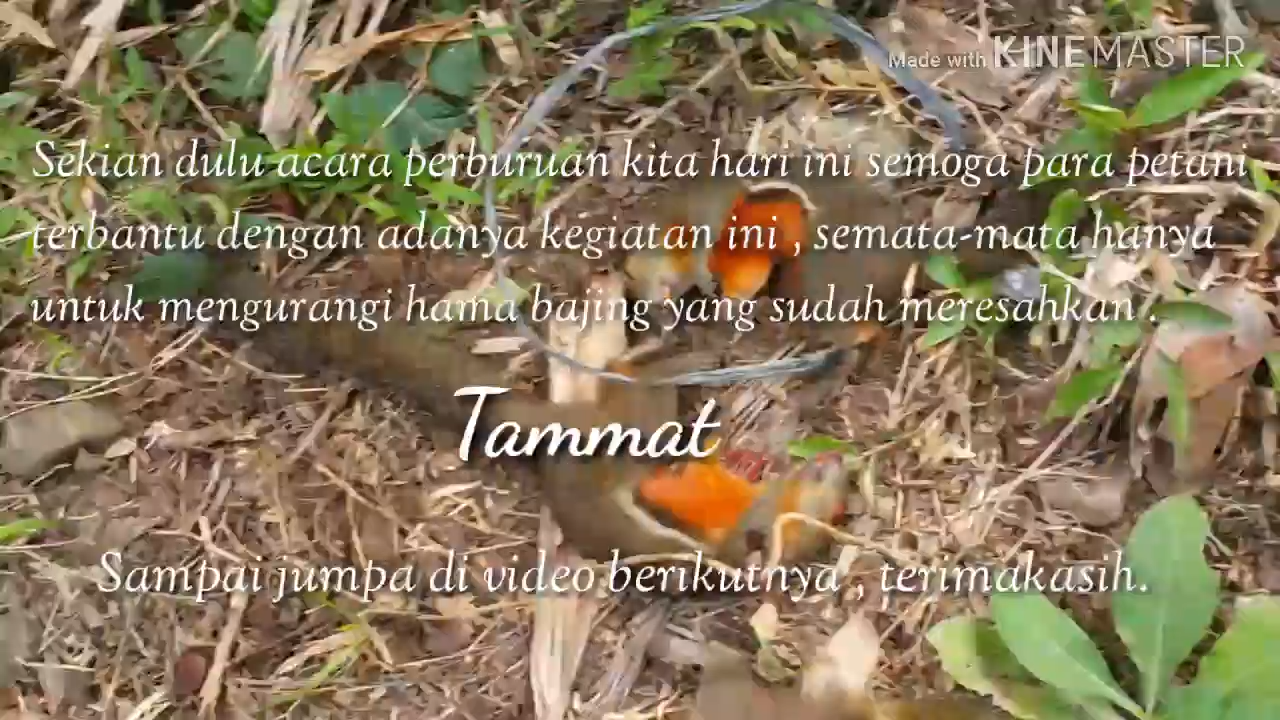 Made with KINEMASTER
Sekian dulu acara perburuan kita hari ini semoga para petani
terbantu dengan adanya kegiatan ini , semata-mata hanya
untuk mengurangi hama bajing yang sudah meresahkan .
Tammat
Sampai jumpa di video berikutnya , terimakasih.